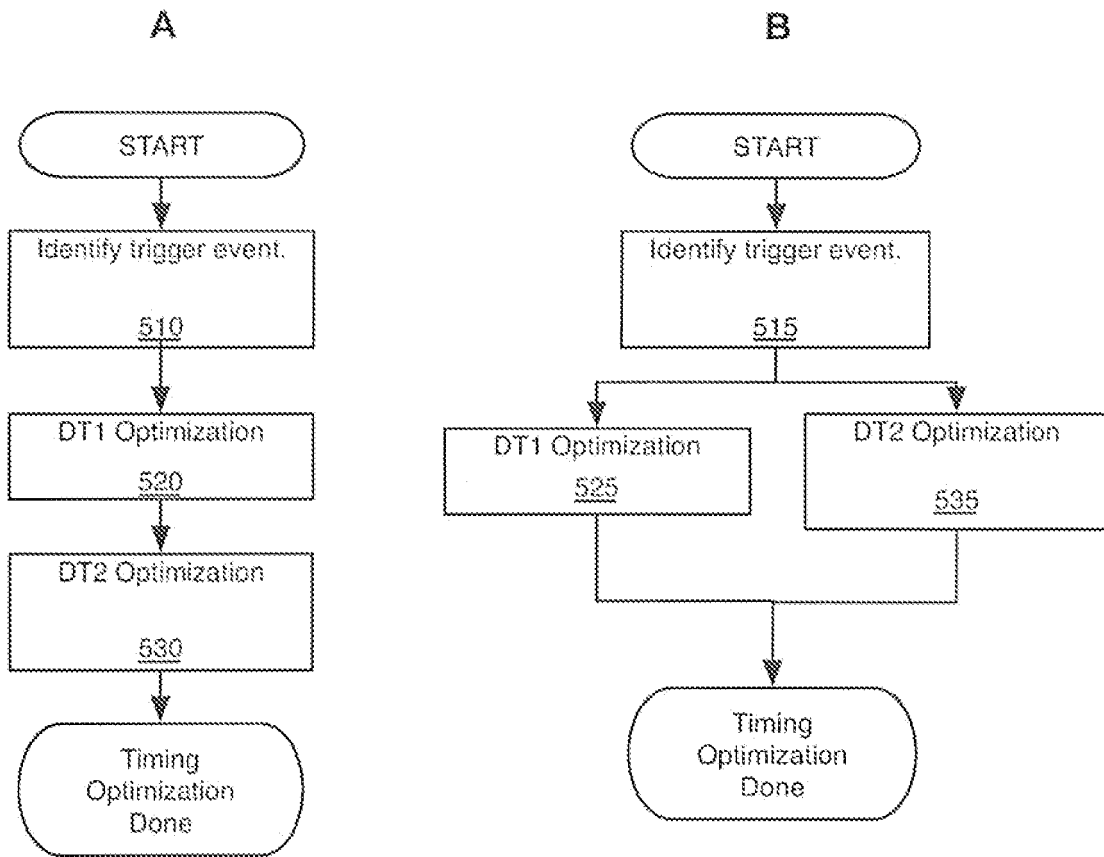 A
START
Identify trigger event.
510
DT1 Optimization
520
DT2 Optimization
530
Timing
Optimization
Done
B
START
Identify trigger event.
515
DT1 Optimization
525
DT2 Optimization
535
Timing
Optimization
Done